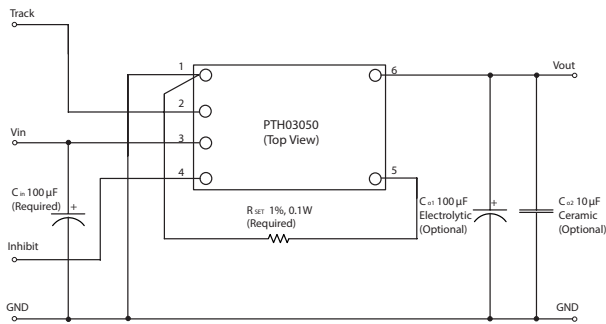 Track
1
6
Vout
2
PTH03050
(Top View)
Vin
3
4
5
C in 100 µF
(Required)
R SET 1%, 0.1W
(Required)
C o1 100 µF
Electrolytic
(Optional)
C o2 10 µF
Ceramic
(Optional)
+
+
Inhibit
GND
GND